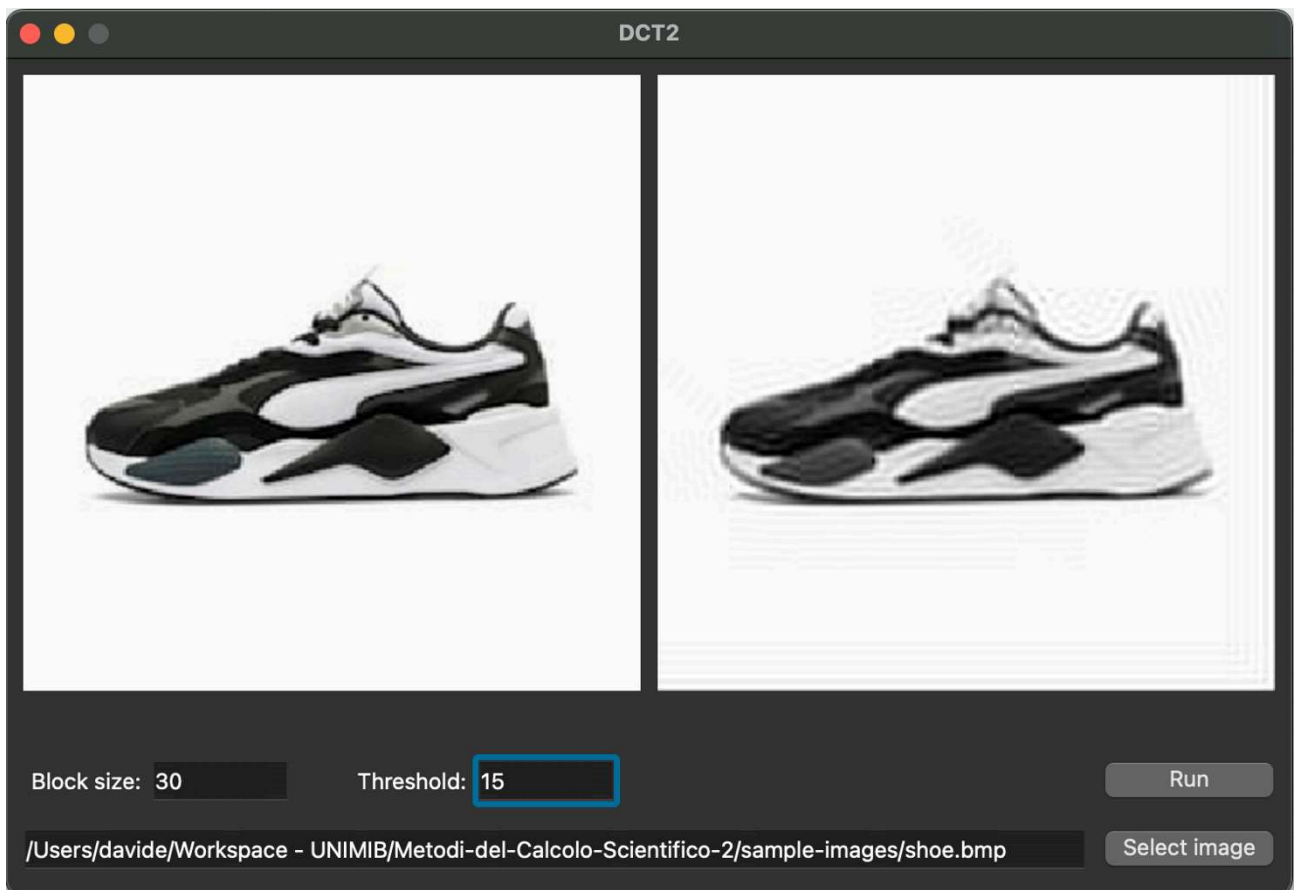 DCT2
Block size: 30 Threshold: 15 Run
/Users/davide/Workspace - UNIMIB/Metodi-del-Calcolo-Scientifico-2/sample-images/shoe.bmp Select image